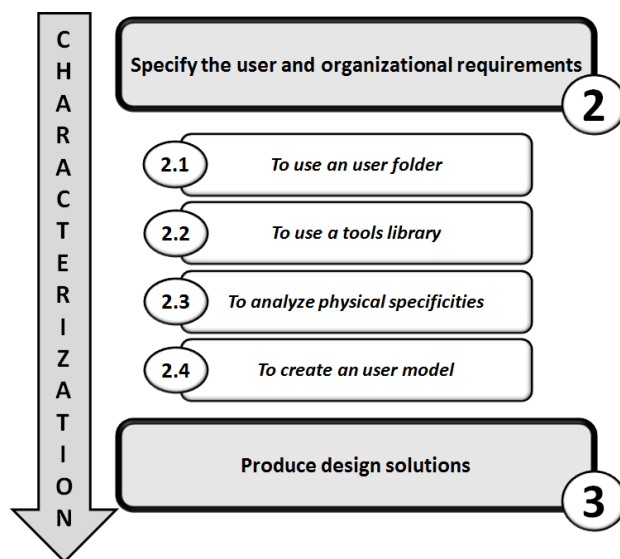 CHARACTERIZATION
Specify the user and organizational requirements
2
2.1
To use an user folder
2.2
To use a tools library
2.3
To analyze physical specificities
2.4
To create an user model
Produce design solutions
3